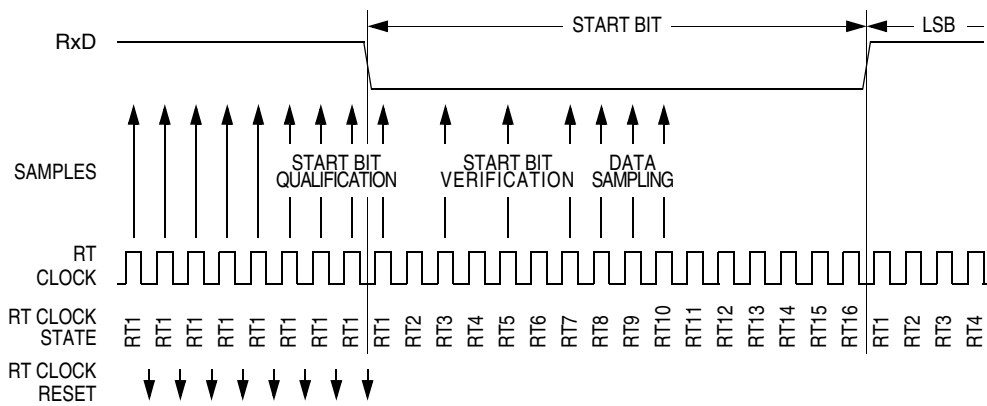 START BIT
LSB
RxD
SAMPLES
START BIT
QUALIFICATION
START BIT
VERIFICATION
DATA
SAMPLING
RT
CLOCK
RT CLOCK
STATE
RT1 RT1 RT1 RT1 RT1 RT1 RT1 RT1 RT1 RT2 RT3 RT4 RT5 RT6 RT7 RT8 RT9 RT10 RT11 RT12 RT13 RT14 RT15 RT16 RT1 RT2 RT3 RT4
RT CLOCK
RESET